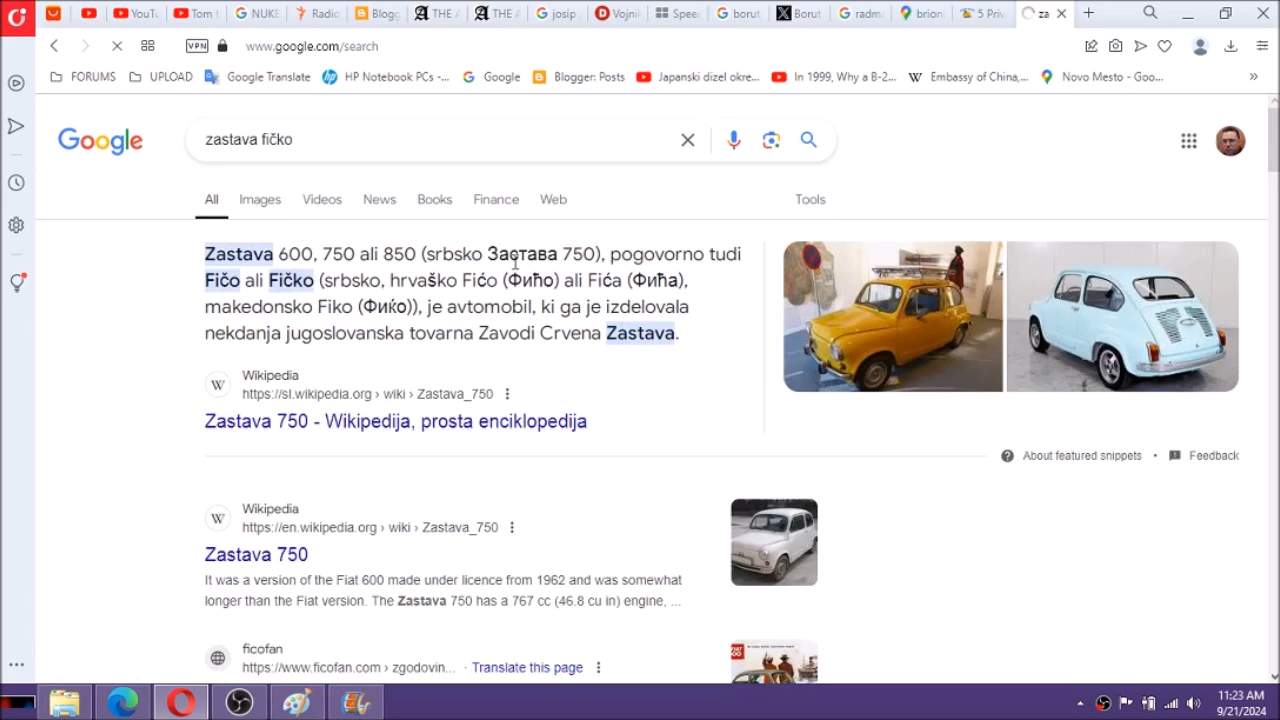 YouTu
Tom t
NUKE
Radio
Blogg
THE A
THE A
josip
Vojnik
Spee
borut
Borut
radma
brion
5 Priv
za
VPN
www.google.com/search
FORUMS
UPLOAD
Google Translate
HP Notebook PCs -...
Google
Blogger: Posts
Japanski dizel okre...
In 1999, Why a B-2...
Embassy of China,...
Novo Mesto - Goo...
Google
zastava fičko
All
Images
Videos
News
Books
Finance
Web
Tools
Zastava 600, 750 ali 850 (srbsko Застава 750), pogovorno tudi
Fičo ali Fičko (srbsko, hrvaško Fićo (Фићо) ali Fića (Фића),
makedonsko Fiko (Фиќо)), je avtomobil, ki ga je izdelovala
nekdanja jugoslovanska tovarna Zavodi Crvena Zastava.
W
Wikipedia
https://sl.wikipedia.org › wiki › Zastava_750
Zastava 750 - Wikipedija, prosta enciklopedija
About featured snippets • Feedback
W
Wikipedia
https://en.wikipedia.org › wiki › Zastava_750
Zastava 750
It was a version of the Fiat 600 made under licence from 1962 and was somewhat
longer than the Fiat version. The Zastava 750 has a 767 cc (46.8 cu in) engine, ...
ficofan
https://www.ficofan.com › zgodovin... · Translate this page
11:23 AM
9/21/2024